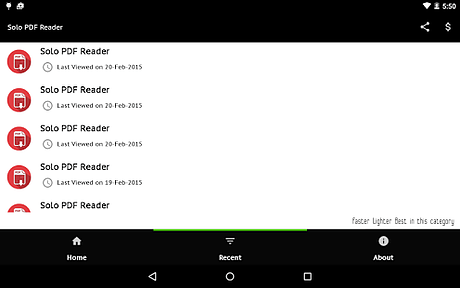 5:50
Solo PDF Reader
$
Solo PDF Reader
Last Viewed on 20-Feb-2015
Solo PDF Reader
Last Viewed on 20-Feb-2015
Solo PDF Reader
Last Viewed on 20-Feb-2015
Solo PDF Reader
Last Viewed on 19-Feb-2015
Solo PDF Reader
Faster Lighter Best in this category
Home
Recent
About